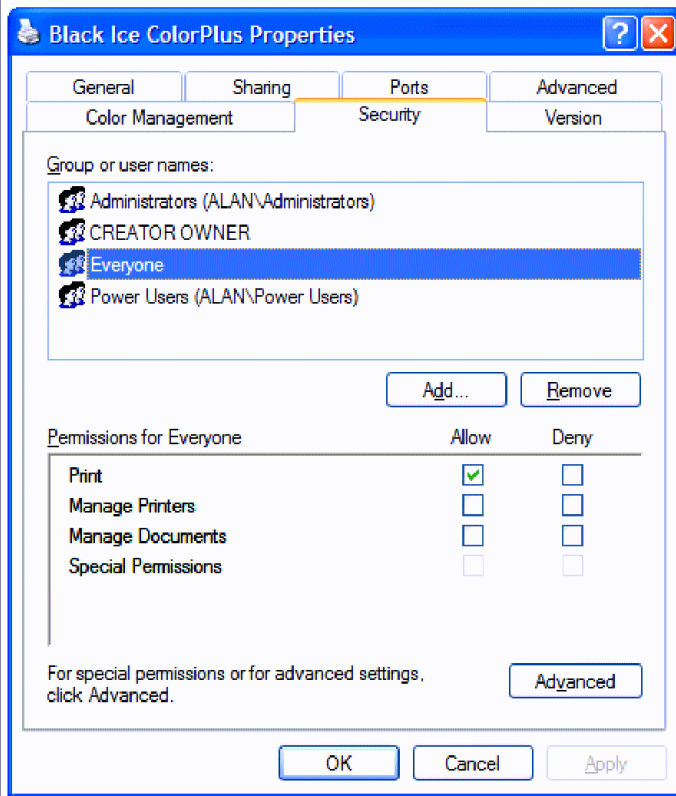 Black Ice ColorPlus Properties
?
X
General Sharing Ports Advanced
Color Management Security Version
Group or user names:
Administrators (ALAN\Administrators)
CREATOR OWNER
Everyone
Power Users (ALAN\Power Users)
Add... Remove
Permissions for Everyone Allow Deny
Print
Manage Printers
Manage Documents
Special Permissions
For special permissions or for advanced settings,
click Advanced.
Advanced
OK Cancel Apply